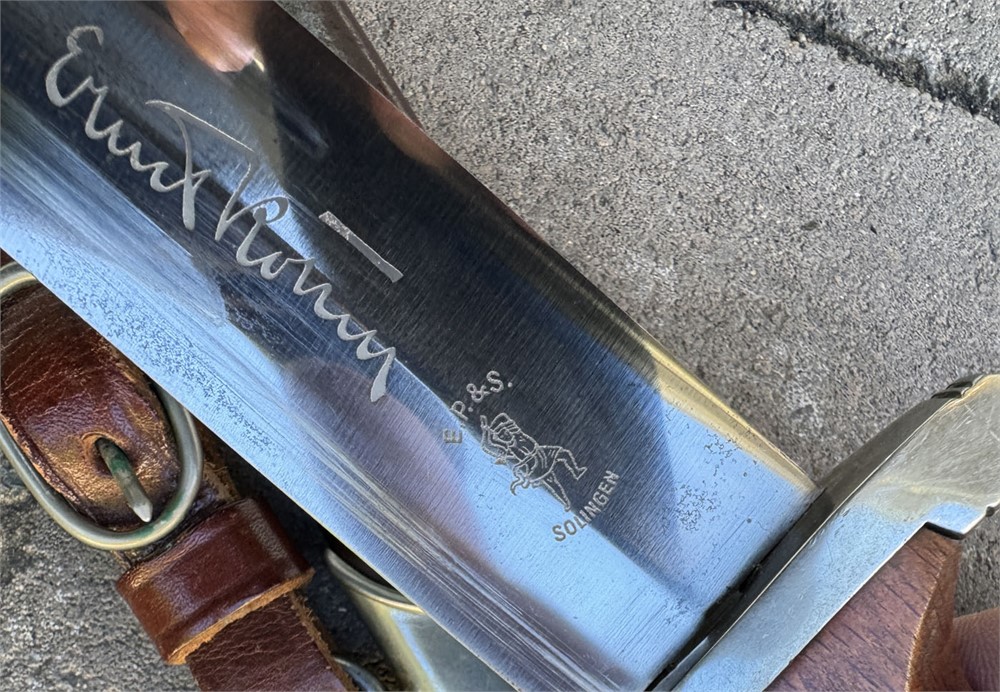 Ernst Röhm
E.P.&S.
SOLINGEN